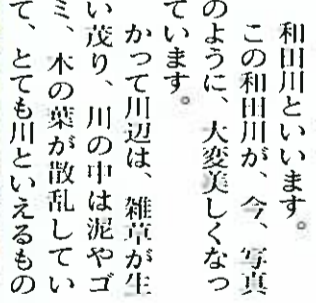 和田川といいます。
この和田川が、今、写真
のように、大変美しくなっ
ています。
かって川辺は、雑草が生
い茂り、川の中は泥やゴ
ミ、木の葉が散乱してい
て、とても川といえるもの